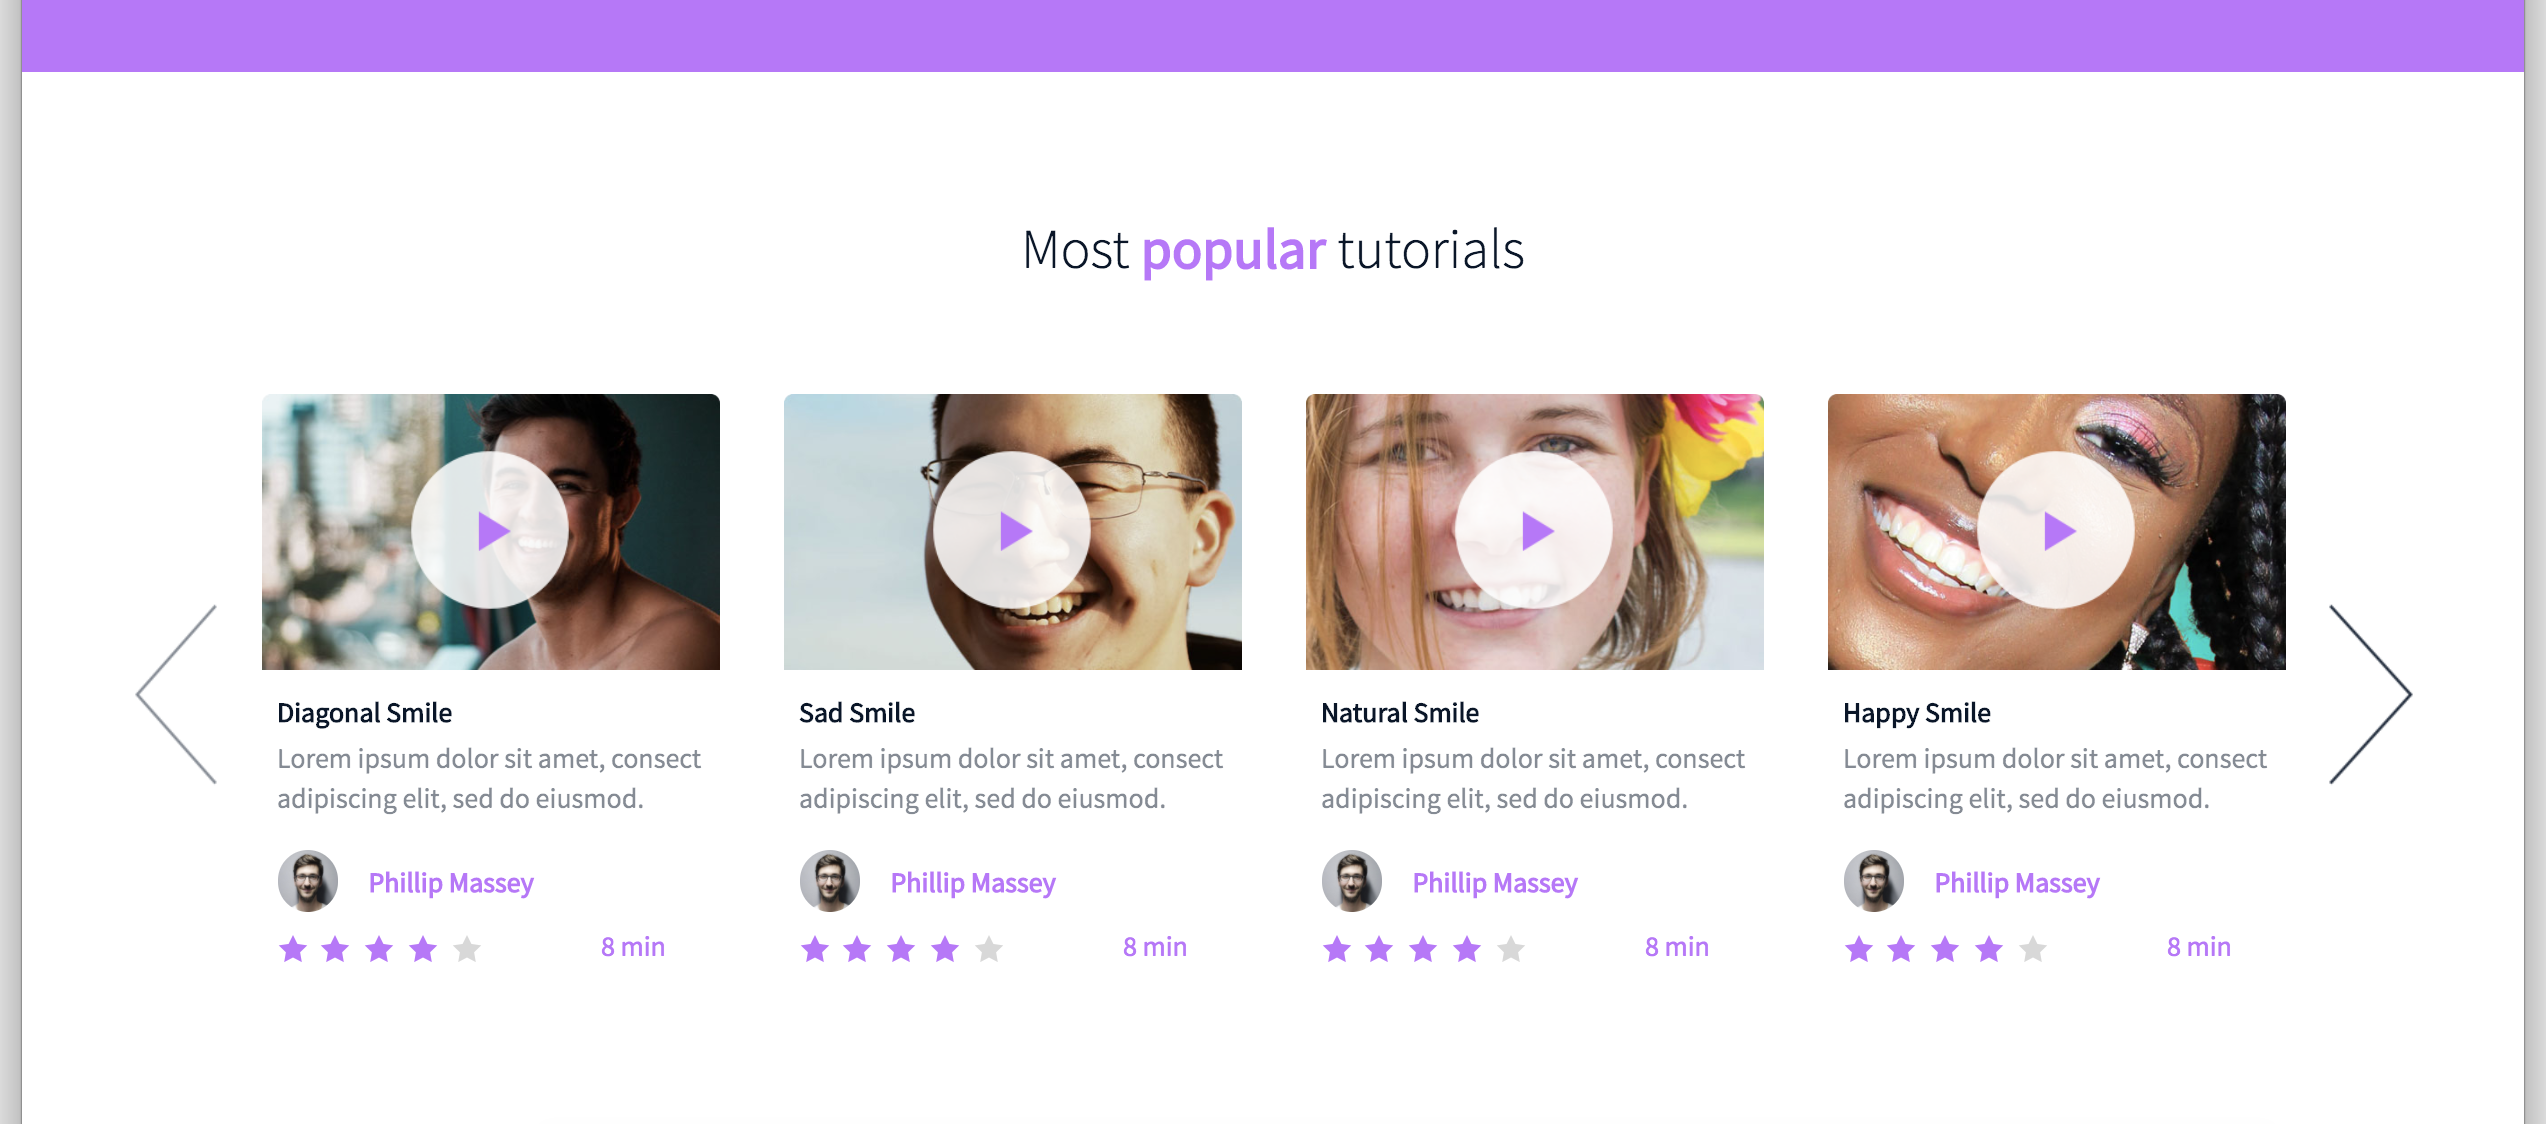 Most popular tutorials
Diagonal Smile
Lorem ipsum dolor sit amet, consect
adipiscing elit, sed do eiusmod.
Phillip Massey
8 min
Sad Smile
Lorem ipsum dolor sit amet, consect
adipiscing elit, sed do eiusmod.
Phillip Massey
8 min
Natural Smile
Lorem ipsum dolor sit amet, consect
adipiscing elit, sed do eiusmod.
Phillip Massey
8 min
Happy Smile
Lorem ipsum dolor sit amet, consect
adipiscing elit, sed do eiusmod.
Phillip Massey
8 min